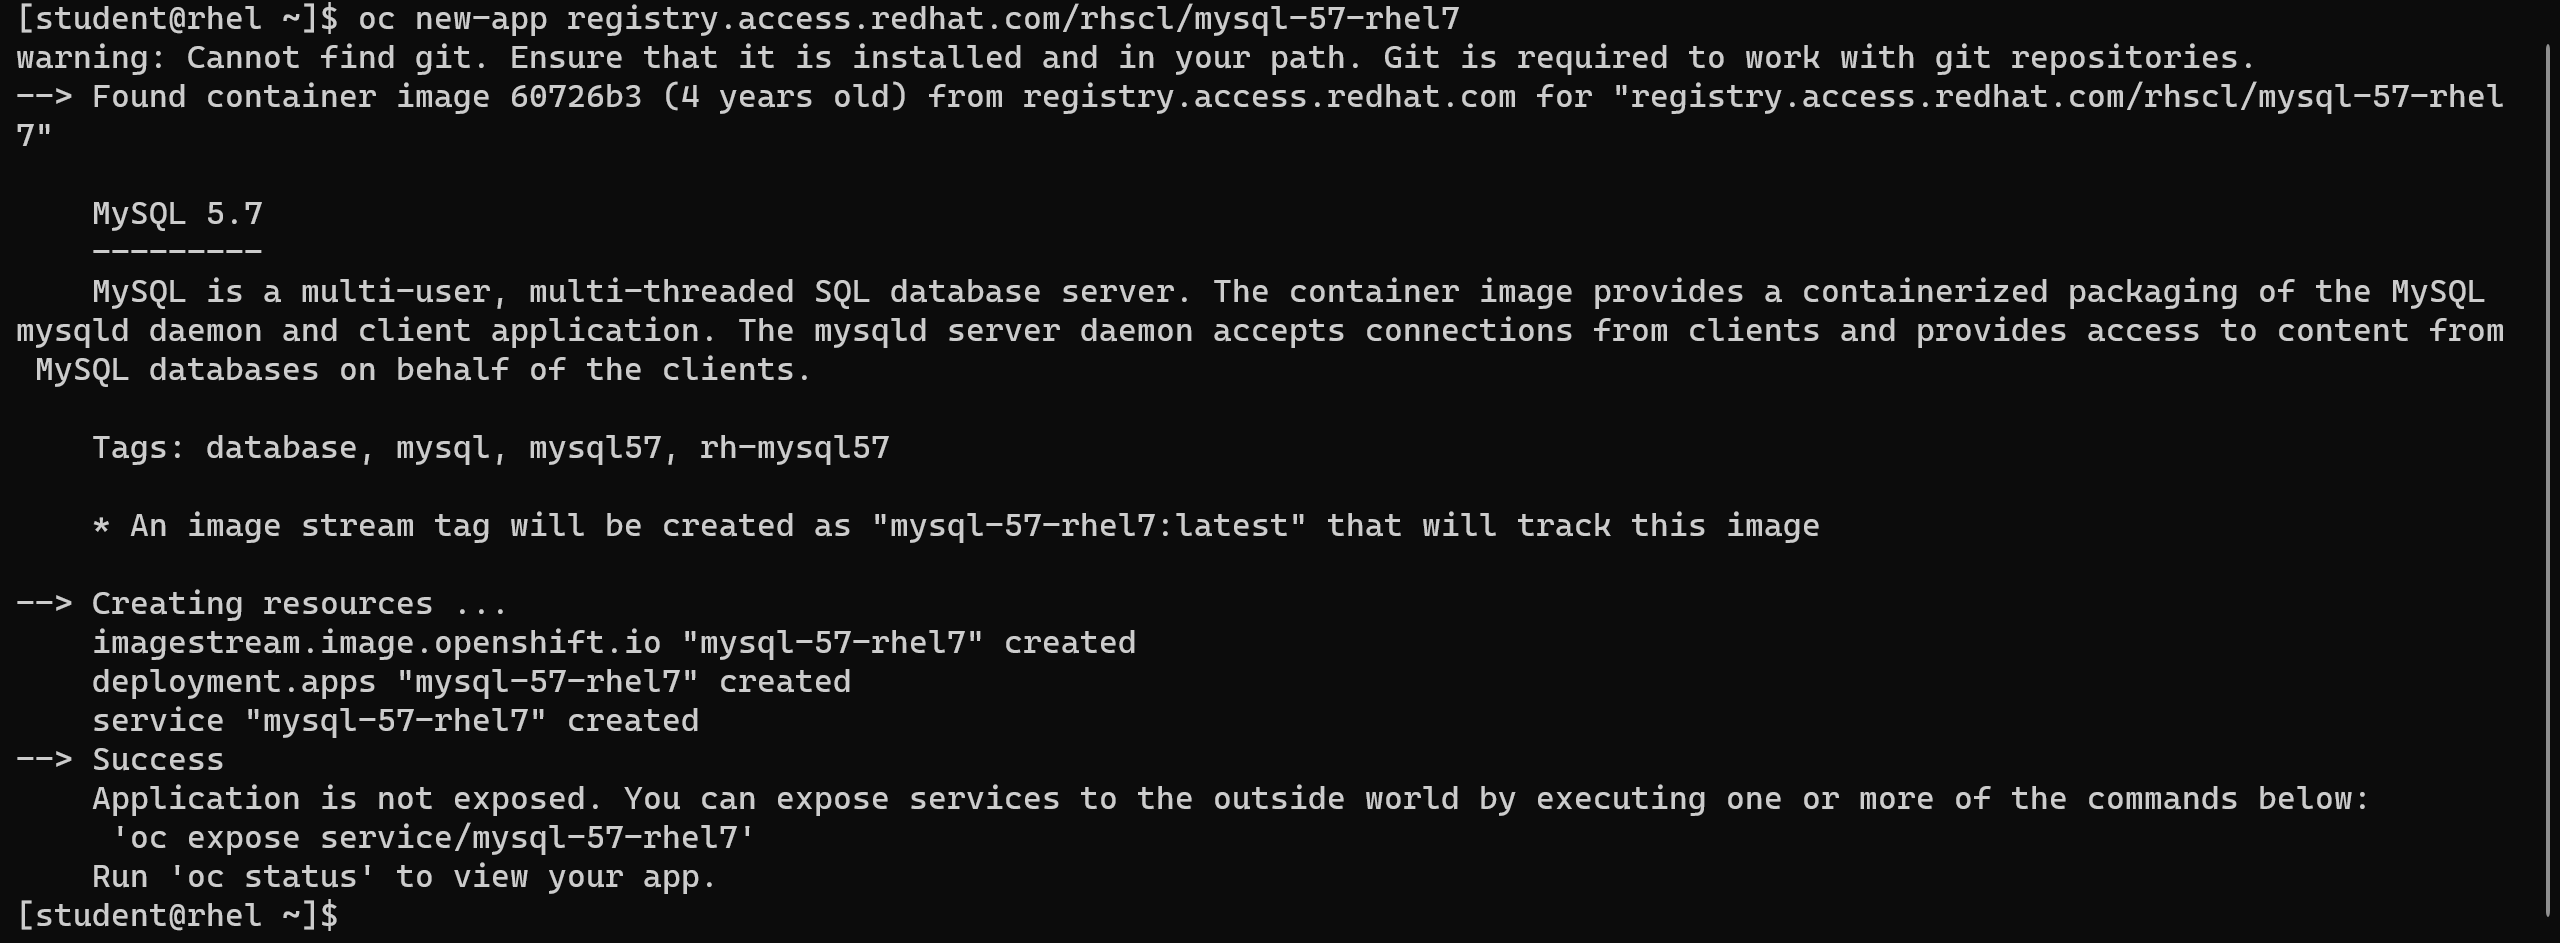 [student@rhel ~]$ oc new-app registry.access.redhat.com/rhscl/mysql-57-rhel7
warning: Cannot find git. Ensure that it is installed and in your path. Git is required to work with git repositories.
--> Found container image 60726b3 (4 years old) from registry.access.redhat.com for "registry.access.redhat.com/rhscl/mysql-57-rhel
7"

    MySQL 5.7
    ---------
    MySQL is a multi-user, multi-threaded SQL database server. The container image provides a containerized packaging of the MySQL
mysqld daemon and client application. The mysqld server daemon accepts connections from clients and provides access to content from
 MySQL databases on behalf of the clients.

    Tags: database, mysql, mysql57, rh-mysql57

    * An image stream tag will be created as "mysql-57-rhel7:latest" that will track this image

--> Creating resources ...
    imagestream.image.openshift.io "mysql-57-rhel7" created
    deployment.apps "mysql-57-rhel7" created
    service "mysql-57-rhel7" created
--> Success
    Application is not exposed. You can expose services to the outside world by executing one or more of the commands below:
     'oc expose service/mysql-57-rhel7'
    Run 'oc status' to view your app.
[student@rhel ~]$